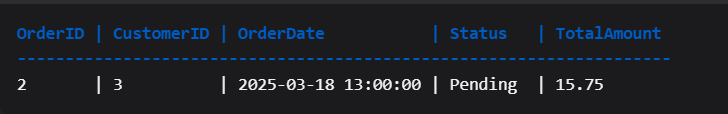 OrderID | CustomerID | OrderDate           | Status   | TotalAmount
--------------------------------------------------------------------
2       | 3          | 2025-03-18 13:00:00 | Pending  | 15.75